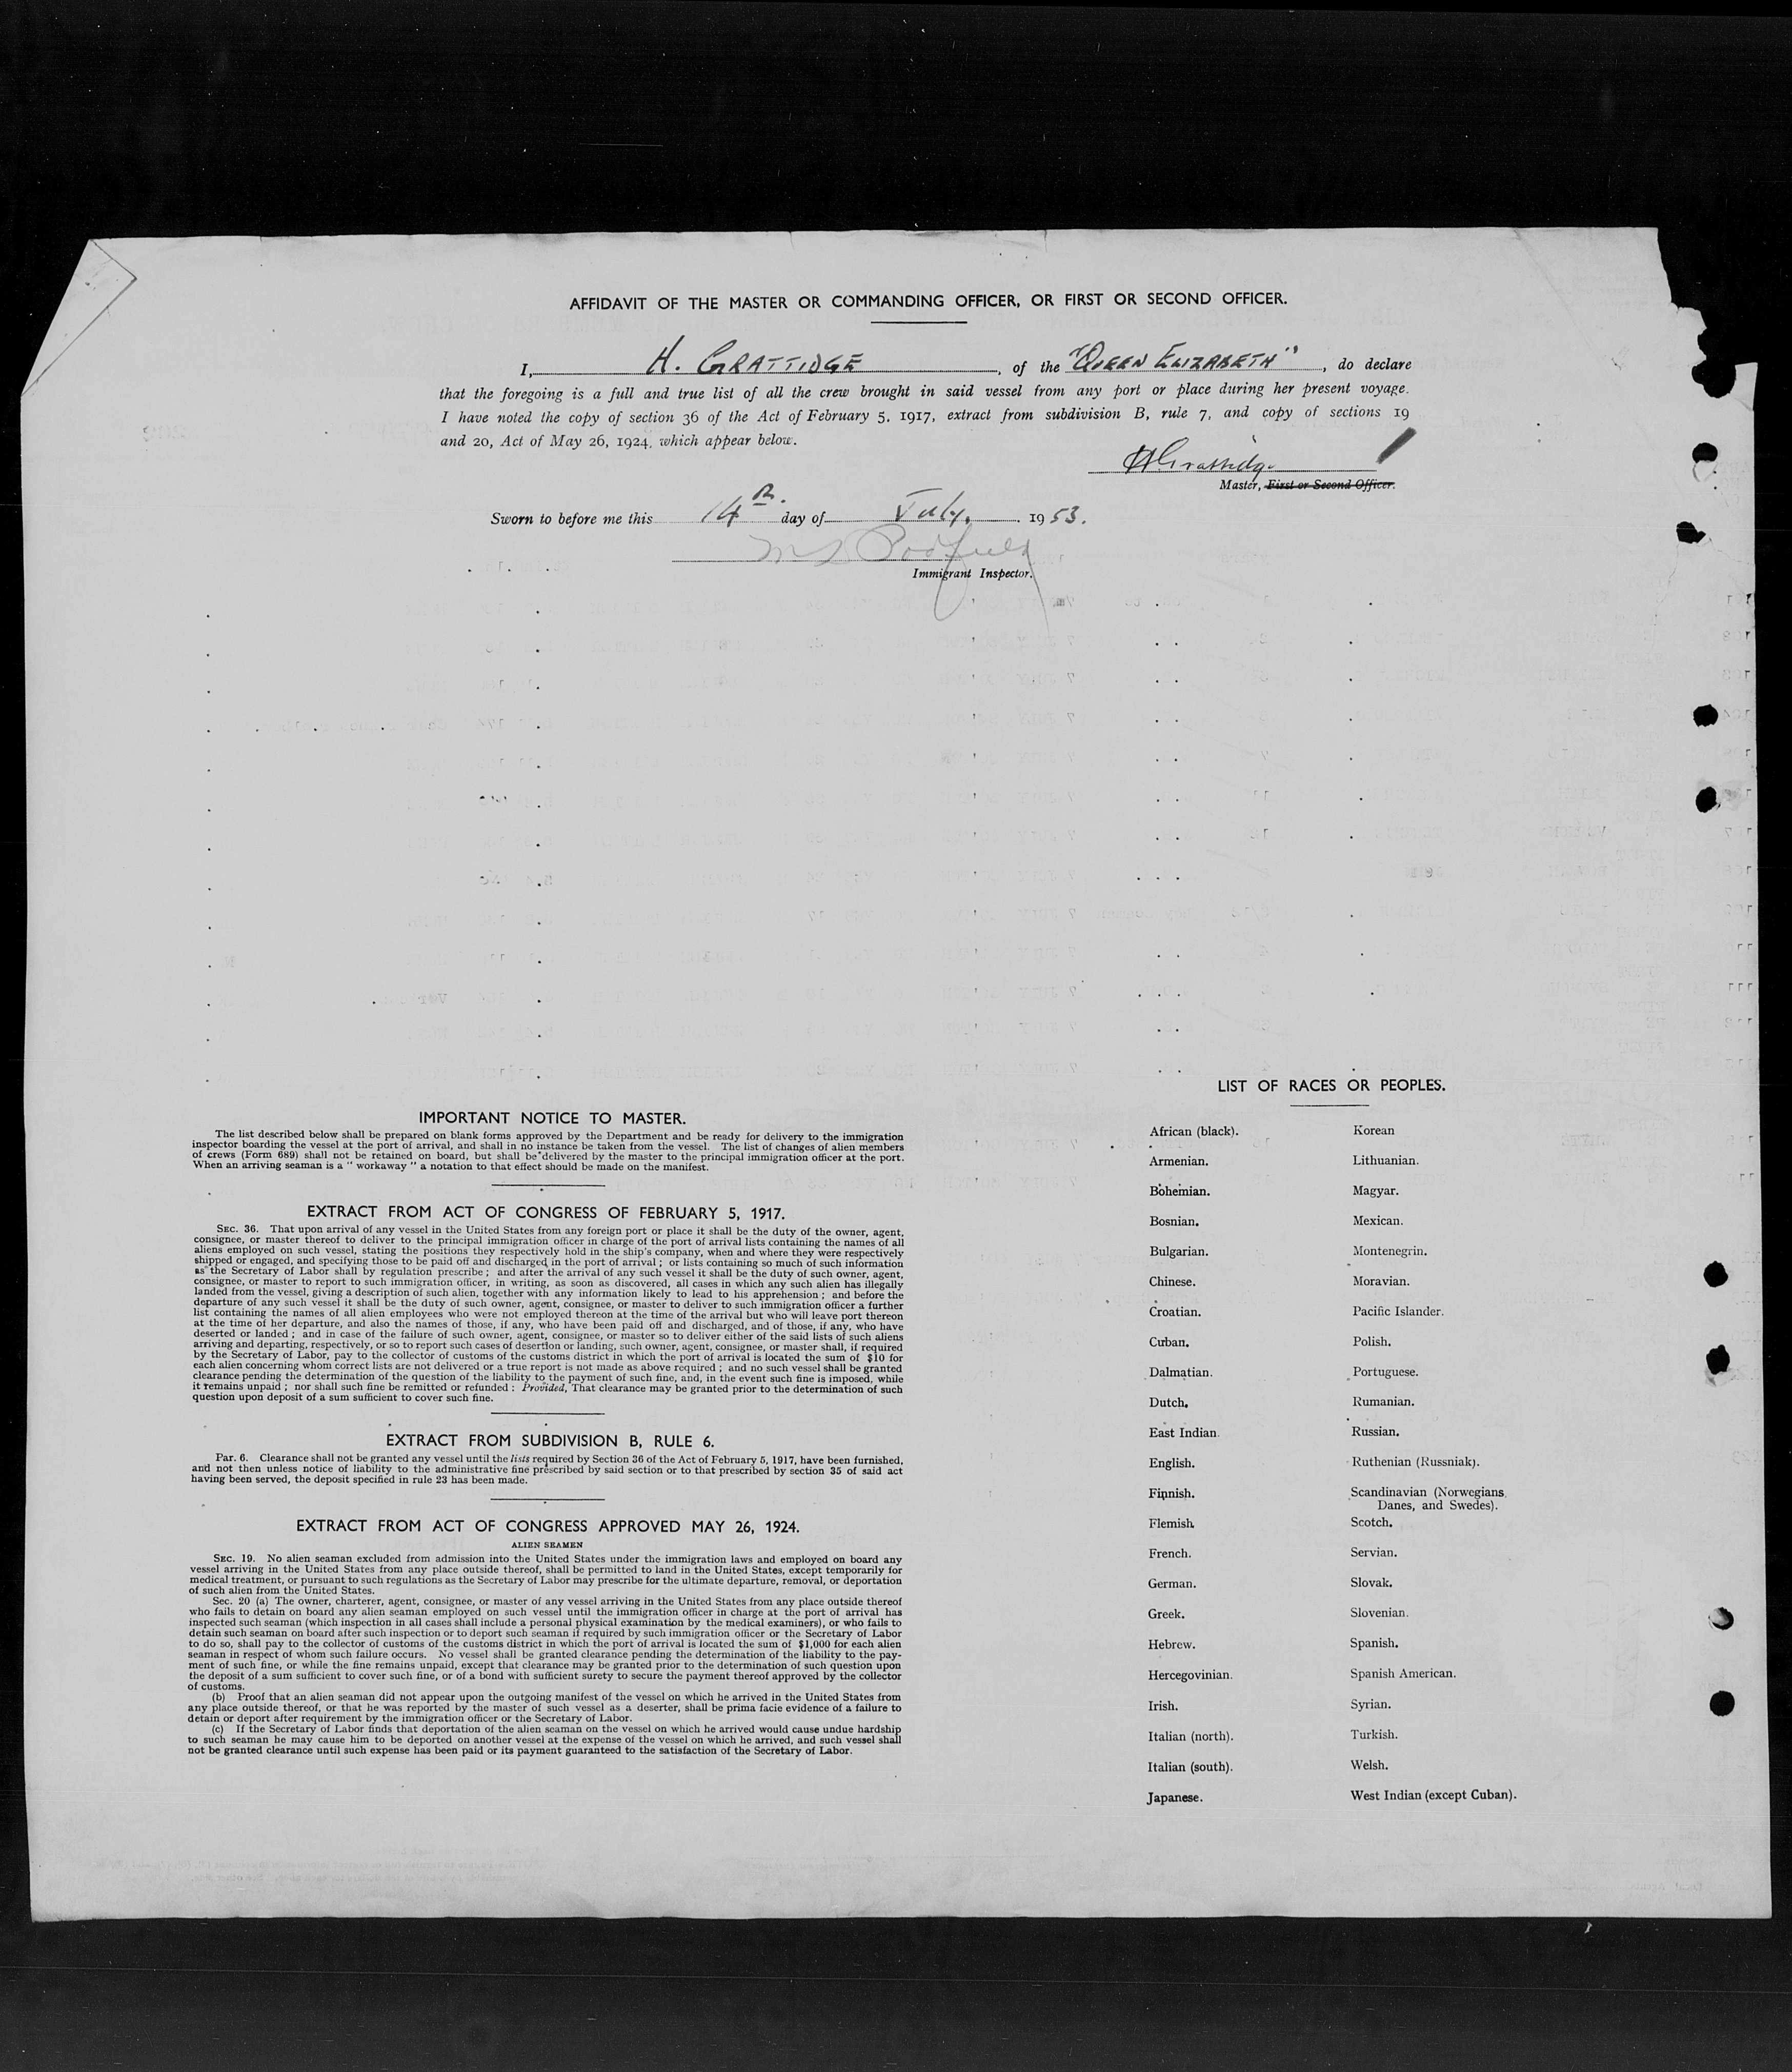 AFFIDAVIT OF THE MASTER OR COMMANDING OFFICER, OR FIRST OR SECOND OFFICER.
I, H. GRATTIDGE, of the "QUEEN ELIZABETH", do declare
that the foregoing is a full and true list of all the crew brought in said vessel from any port or place during her present voyage.
I have noted the copy of section 36 of the Act of February 5, 1917, extract from subdivision B, rule 7, and copy of sections 19
and 20, Act of May 26, 1924, which appear below.
H Grattidge
Master, First or Second Officer.
Sworn to before me this 14th. day of July, 1953.
Immigrant Inspector.
IMPORTANT NOTICE TO MASTER.
The list described below shall be prepared on blank forms approved by the Department and be ready for delivery to the immigration
inspector boarding the vessel at the port of arrival, and shall in no instance be taken from the vessel. The list of changes of alien members
of crews (Form 689) shall not be retained on board, but shall be delivered by the master to the principal immigration officer at the port.
When an arriving seaman is a " workaway " a notation to that effect should be made on the manifest.
EXTRACT FROM ACT OF CONGRESS OF FEBRUARY 5, 1917.
SEC. 36. That upon arrival of any vessel in the United States from any foreign port or place it shall be the duty of the owner, agent,
consignee, or master thereof to deliver to the principal immigration officer in charge of the port of arrival lists containing the names of all
aliens employed on such vessel, stating the positions they respectively hold in the ship's company, when and where they were respectively
shipped or engaged, and specifying those to be paid off and discharged in the port of arrival ; or lists containing so much of such information
as the Secretary of Labor shall by regulation prescribe ; and after the arrival of any such vessel it shall be the duty of such owner, agent,
consignee, or master to report to such immigration officer, in writing, as soon as discovered, all cases in which any such alien has illegally
landed from the vessel, giving a description of such alien, together with any information likely to lead to his apprehension ; and before the
departure of any such vessel it shall be the duty of such owner, agent, consignee, or master to deliver to such immigration officer a further
list containing the names of all alien employees who were not employed thereon at the time of the arrival but who will leave port thereon
at the time of her departure, and also the names of those, if any, who have been paid off and discharged, and of those, if any, who have
deserted or landed ; and in case of the failure of such owner, agent, consignee, or master so to deliver either of the said lists of such aliens
arriving and departing, respectively, or so to report such cases of desertion or landing, such owner, agent, consignee, or master shall, if required
by the Secretary of Labor, pay to the collector of customs of the customs district in which the port of arrival is located the sum of $10 for
each alien concerning whom correct lists are not delivered or a true report is not made as above required ; and no such vessel shall be granted
clearance pending the determination of the question of the liability to the payment of such fine, and, in the event such fine is imposed, while
it remains unpaid ; nor shall such fine be remitted or refunded : Provided, That clearance may be granted prior to the determination of such
question upon deposit of a sum sufficient to cover such fine.
EXTRACT FROM SUBDIVISION B, RULE 6.
Par. 6. Clearance shall not be granted any vessel until the lists required by Section 36 of the Act of February 5, 1917, have been furnished,
and not then unless notice of liability to the administrative fine prescribed by said section or to that prescribed by section 35 of said act
having been served, the deposit specified in rule 23 has been made.
EXTRACT FROM ACT OF CONGRESS APPROVED MAY 26, 1924.
ALIEN SEAMEN
SEC. 19. No alien seaman excluded from admission into the United States under the immigration laws and employed on board any
vessel arriving in the United States from any place outside thereof, shall be permitted to land in the United States, except temporarily for
medical treatment, or pursuant to such regulations as the Secretary of Labor may prescribe for the ultimate departure, removal, or deportation
of such alien from the United States.
Sec. 20 (a) The owner, charterer, agent, consignee, or master of any vessel arriving in the United States from any place outside thereof
who fails to detain on board any alien seaman employed on such vessel until the immigration officer in charge at the port of arrival has
inspected such seaman (which inspection in all cases shall include a personal physical examination by the medical examiners), or who fails to
detain such seaman on board after such inspection or to deport such seaman if required by such immigration officer or the Secretary of Labor
to do so, shall pay to the collector of customs of the customs district in which the port of arrival is located the sum of $1,000 for each alien
seaman in respect of whom such failure occurs. No vessel shall be granted clearance pending the determination of the liability to the pay-
ment of such fine, or while the fine remains unpaid, except that clearance may be granted prior to the determination of such question upon
the deposit of a sum sufficient to cover such fine, or of a bond with sufficient surety to secure the payment thereof approved by the collector
of customs.
(b) Proof that an alien seaman did not appear upon the outgoing manifest of the vessel on which he arrived in the United States from
any place outside thereof, or that he was reported by the master of such vessel as a deserter, shall be prima facie evidence of a failure to
detain or deport after requirement by the immigration officer or the Secretary of Labor.
(c) If the Secretary of Labor finds that deportation of the alien seaman on the vessel on which he arrived would cause undue hardship
to such seaman he may cause him to be deported on another vessel at the expense of the vessel on which he arrived, and such vessel shall
not be granted clearance until such expense has been paid or its payment guaranteed to the satisfaction of the Secretary of Labor.
LIST OF RACES OR PEOPLES.
African (black).
Armenian.
Bohemian.
Bosnian.
Bulgarian.
Chinese.
Croatian.
Cuban.
Dalmatian.
Dutch.
East Indian.
English.
Finnish.
Flemish.
French.
German.
Greek.
Hebrew.
Hercegovinian.
Irish.
Italian (north).
Italian (south).
Japanese.
Korean
Lithuanian.
Magyar.
Mexican.
Montenegrin.
Moravian.
Pacific Islander.
Polish.
Portuguese.
Rumanian.
Russian.
Ruthenian (Russniak).
Scandinavian (Norwegians,
Danes, and Swedes).
Scotch.
Servian.
Slovak.
Slovenian.
Spanish.
Spanish American.
Syrian.
Turkish.
Welsh.
West Indian (except Cuban).